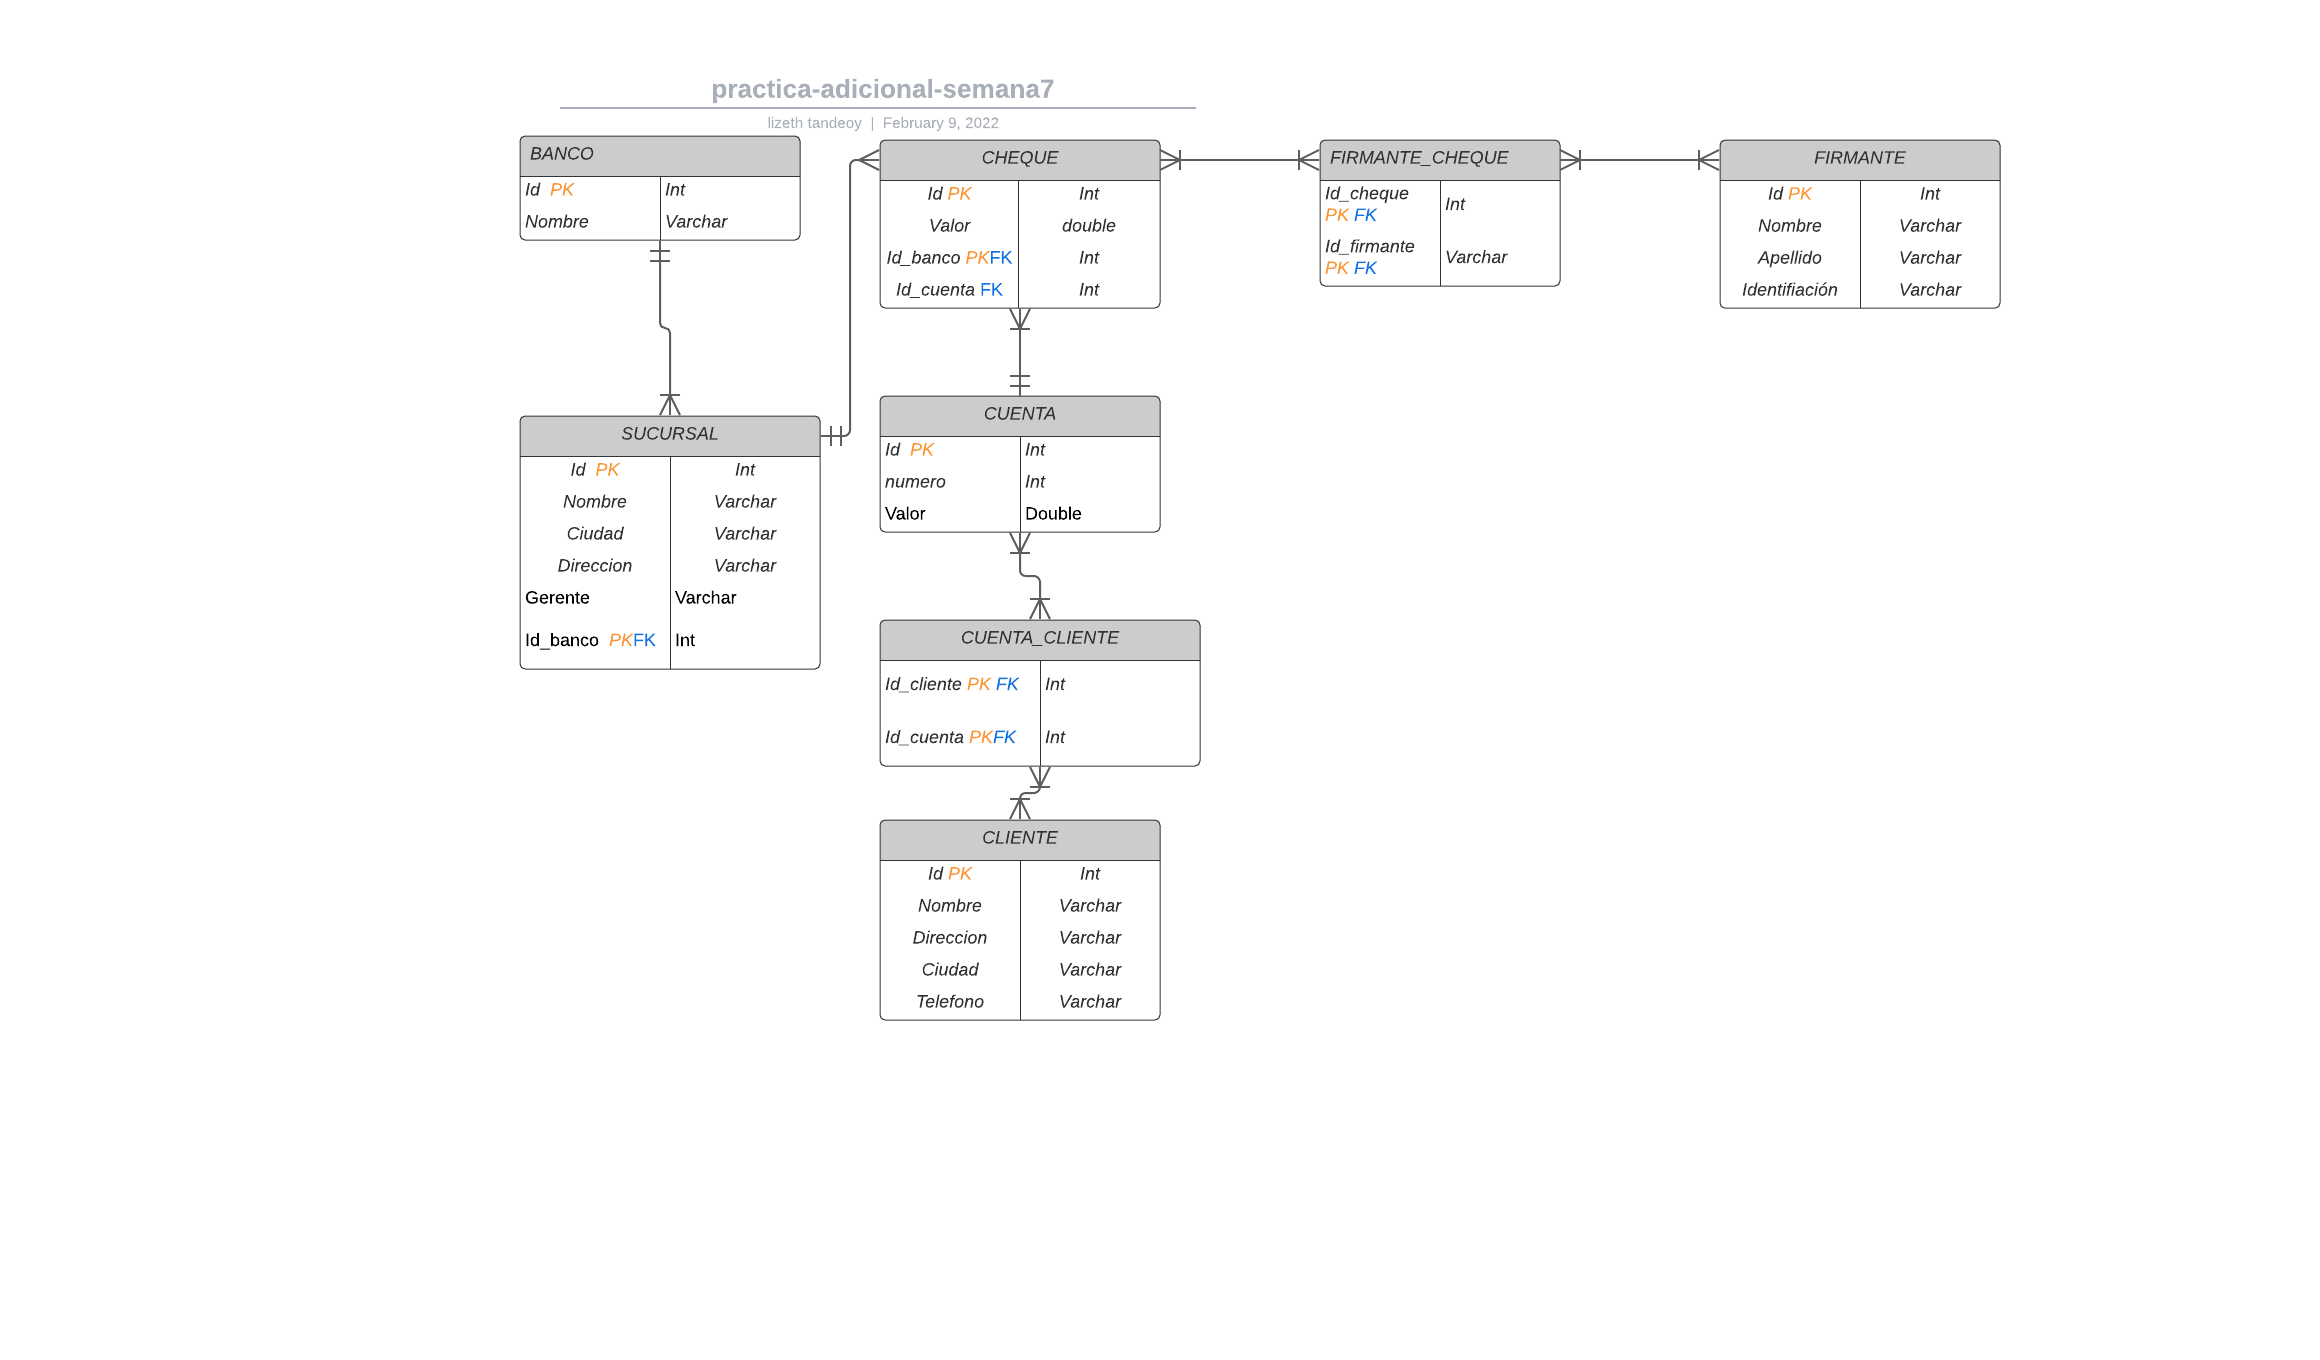 practica-adicional-semana7
lizeth tandeoy | February 9, 2022
BANCO
Id PK Int
Nombre Varchar
CHEQUE
Id PK Int
Valor double
Id_banco PKFK Int
Id_cuenta FK Int
FIRMANTE_CHEQUE
Id_cheque
PK FK
Int
Id_firmante
PK FK
Varchar
FIRMANTE
Id PK Int
Nombre Varchar
Apellido Varchar
Identifiación Varchar
SUCURSAL
Id PK Int
Nombre Varchar
Ciudad Varchar
Direccion Varchar
Gerente Varchar
Id_banco PKFK Int
CUENTA
Id PK Int
numero Int
Valor Double
CUENTA_CLIENTE
Id_cliente PK FK Int
Id_cuenta PKFK Int
CLIENTE
Id PK Int
Nombre Varchar
Direccion Varchar
Ciudad Varchar
Telefono Varchar